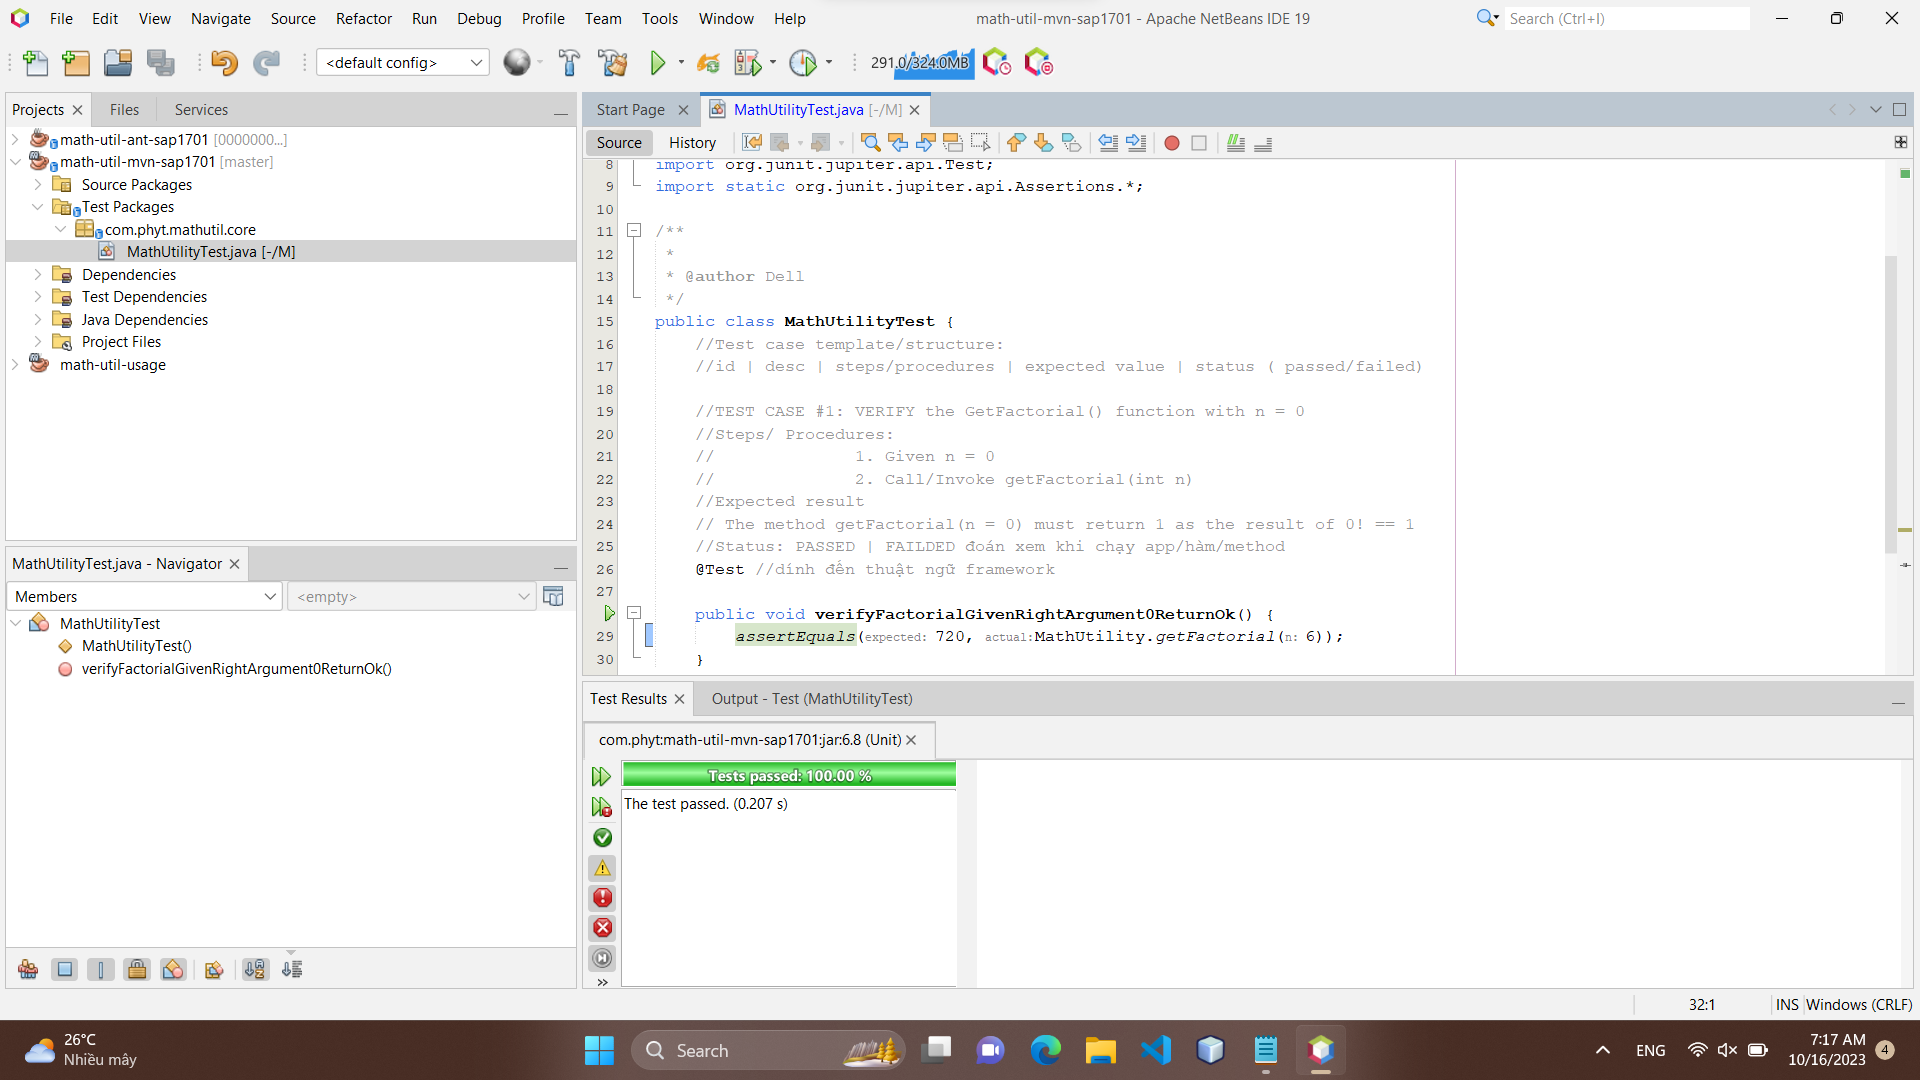 File Edit View Navigate Source Refactor Run Debug Profile Team Tools Window Help
math-util-mvn-sap1701 - Apache NetBeans IDE 19
Search (Ctrl+I)
<default config>
291.0/324.0MB
Projects
Files
Services
math-util-ant-sap1701 [0000000...]
math-util-mvn-sap1701 [master]
Source Packages
Test Packages
com.phyt.mathutil.core
MathUtilityTest.java [-/M]
Dependencies
Test Dependencies
Java Dependencies
Project Files
math-util-usage
MathUtilityTest.java - Navigator
Members
<empty>
MathUtilityTest
MathUtilityTest()
verifyFactorialGivenRightArgument0ReturnOk()
Start Page
MathUtilityTest.java [-/M]
Source
History
8 import org.junit.jupiter.api.Test;
9 import static org.junit.jupiter.api.Assertions.*;
10
11 /**
12 *
13 * @author Dell
14 */
15 public class MathUtilityTest {
16 //Test case template/structure:
17 //id | desc | steps/procedures | expected value | status ( passed/failed)
18
19 //TEST CASE #1: VERIFY the GetFactorial() function with n = 0
20 //Steps/ Procedures:
21 // 1. Given n = 0
22 // 2. Call/Invoke getFactorial(int n)
23 //Expected result
24 // The method getFactorial(n = 0) must return 1 as the result of 0! == 1
25 //Status: PASSED | FAILDED đoán xem khi chạy app/hàm/method
26 @Test //dính đến thuật ngữ framework
27
public void verifyFactorialGivenRightArgument0ReturnOk() {
29 assertEquals(expected: 720, actual:MathUtility.getFactorial(n: 6));
30 }
Test Results
Output - Test (MathUtilityTest)
com.phyt:math-util-mvn-sap1701:jar:6.8 (Unit)
Tests passed: 100.00 %
The test passed. (0.207 s)
32:1
INS
Windows (CRLF)
26°C
Nhiều mây
Search
ENG
7:17 AM
10/16/2023
4